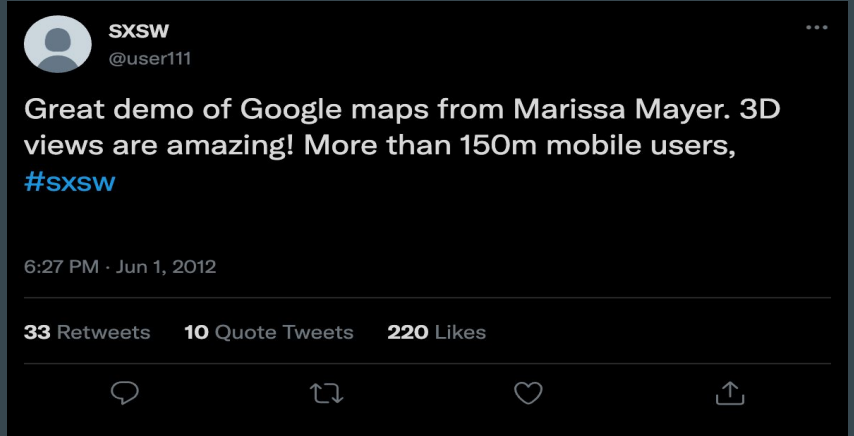 sxsw
@user111
Great demo of Google maps from Marissa Mayer. 3D
views are amazing! More than 150m mobile users,
#sxsw
6:27 PM · Jun 1, 2012
33 Retweets 10 Quote Tweets 220 Likes